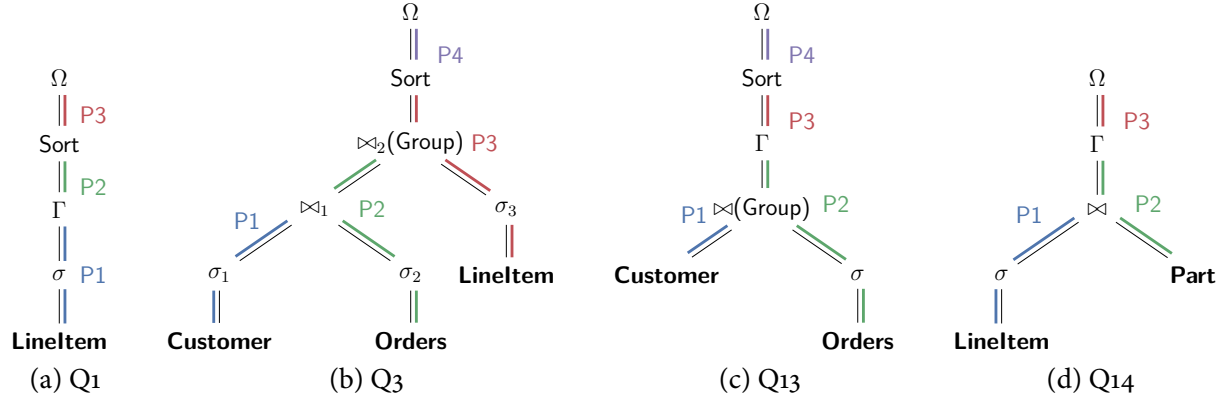 Ω
P3
Sort
P2
Γ
σ
P1
LineItem
(a) Q1
Ω
P4
Sort
⋈₂(Group)
P3
P1
⋈₁
P2
σ₃
σ₁
σ₂
LineItem
Customer
Orders
(b) Q3
Ω
P4
Sort
P3
Γ
P1
⋈(Group)
P2
Customer
σ
Orders
(c) Q13
Ω
P3
Γ
P1
⋈
P2
σ
Part
LineItem
(d) Q14